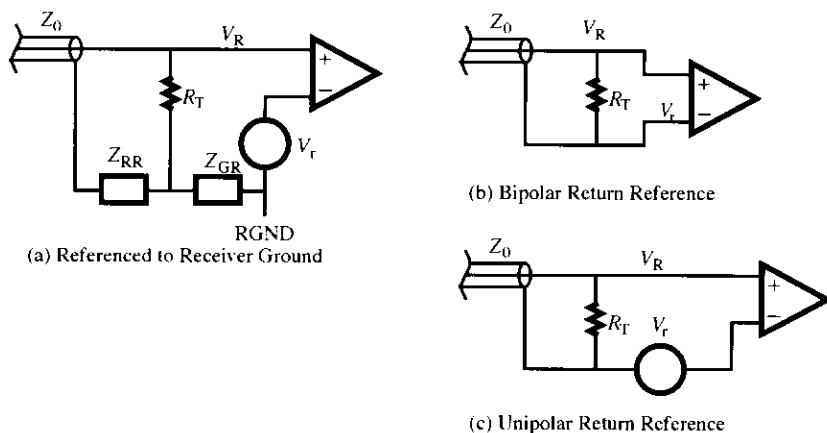 Z0
VR
+
−
RT
Vr
ZRR
ZGR
RGND
(a) Referenced to Receiver Ground
Z0
VR
+
−
RT
Vr
(b) Bipolar Return Reference
Z0
VR
+
−
RT
Vr
(c) Unipolar Return Reference